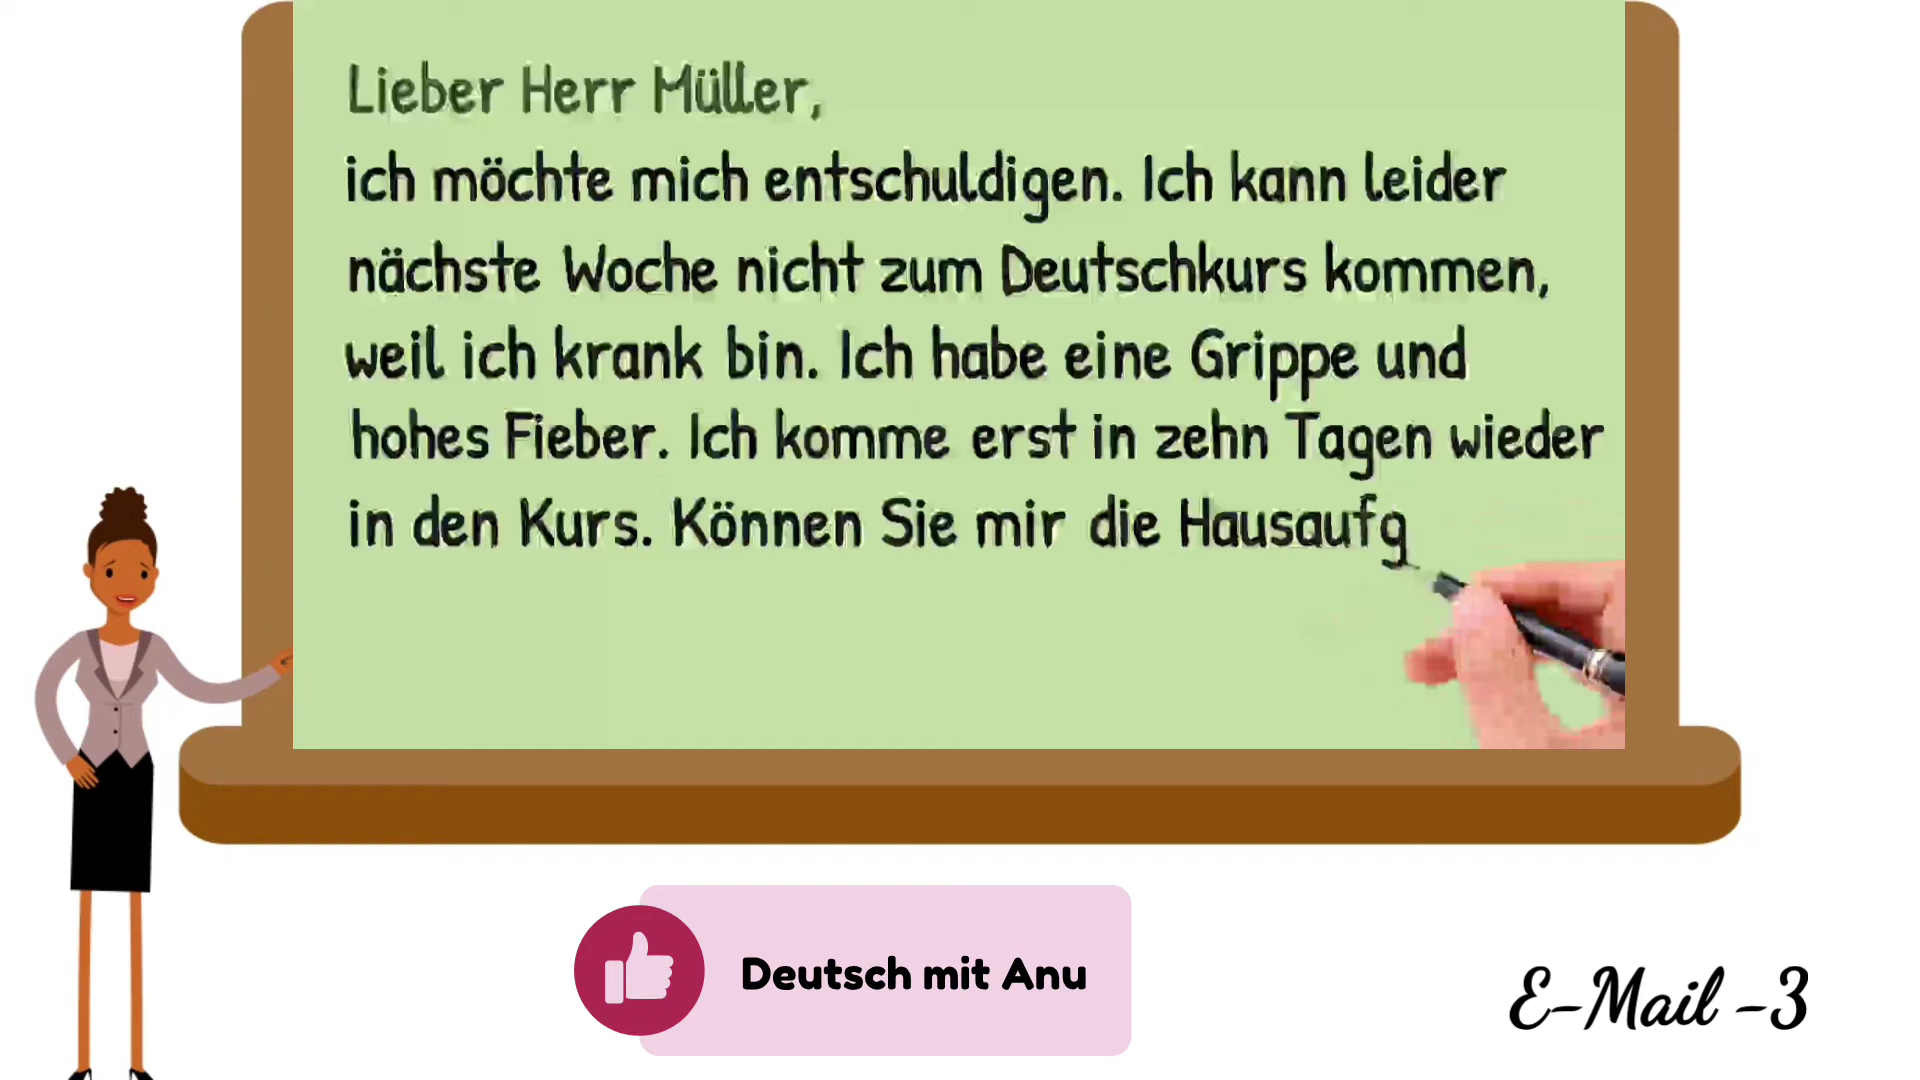 Lieber Herr Müller,
ich möchte mich entschuldigen. Ich kann leider
nächste Woche nicht zum Deutschkurs kommen,
weil ich krank bin. Ich habe eine Grippe und
hohes Fieber. Ich komme erst in zehn Tagen wieder
in den Kurs. Können Sie mir die Hausaufg
Deutsch mit Anu
E-Mail -3